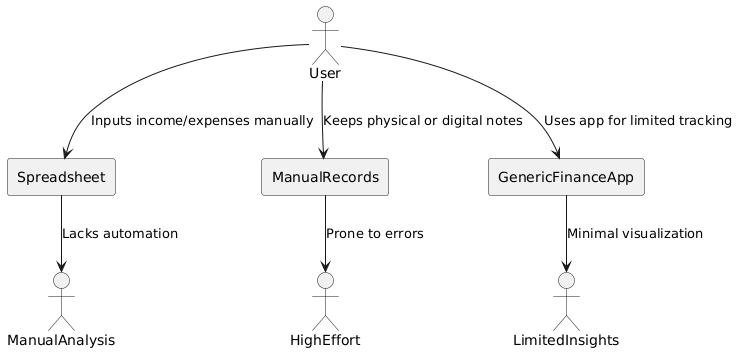 User
Inputs income/expenses manually
Keeps physical or digital notes
Uses app for limited tracking
Spreadsheet
ManualRecords
GenericFinanceApp
Lacks automation
Prone to errors
Minimal visualization
ManualAnalysis
HighEffort
LimitedInsights